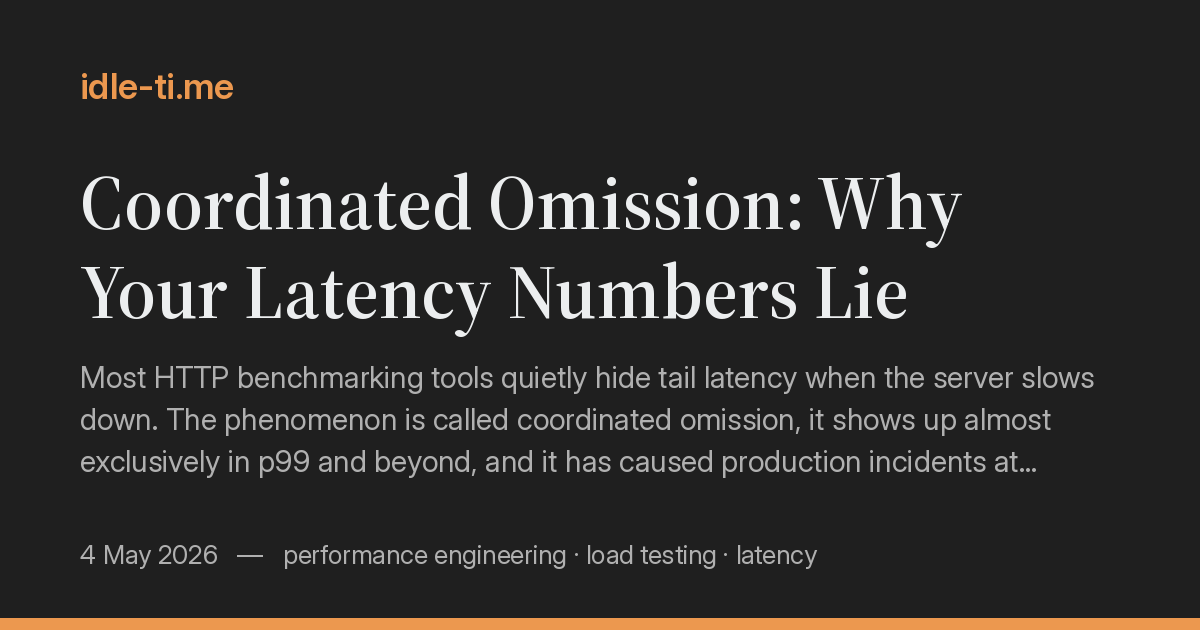 idle-ti.me
Coordinated Omission: Why
Your Latency Numbers Lie
Most HTTP benchmarking tools quietly hide tail latency when the server slows
down. The phenomenon is called coordinated omission, it shows up almost
exclusively in p99 and beyond, and it has caused production incidents at…
4 May 2026 — performance engineering · load testing · latency